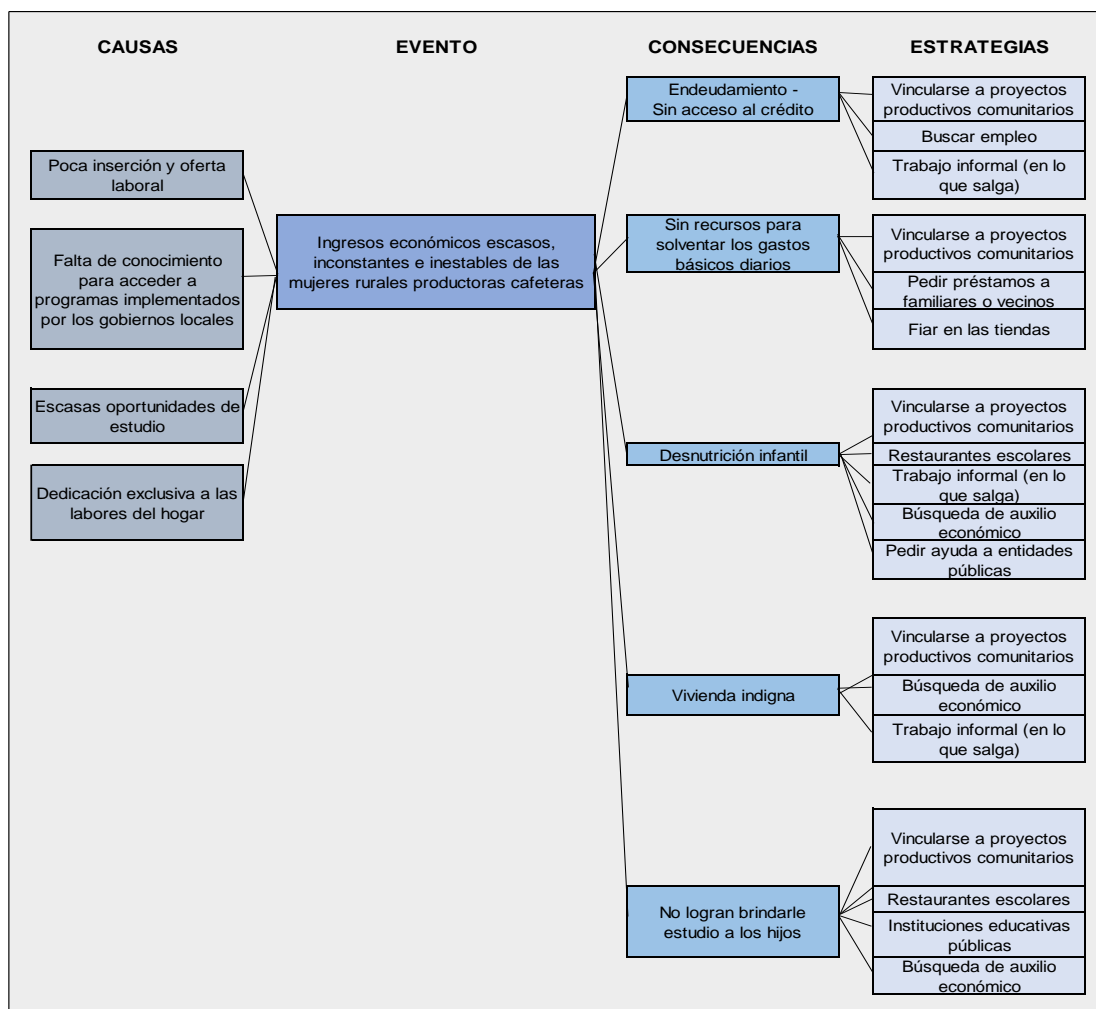 CAUSAS
EVENTO
CONSECUENCIAS
ESTRATEGIAS
Poca inserción y oferta
laboral
Falta de conocimiento
para acceder a
programas implementados
por los gobiernos locales
Escasas oportunidades de
estudio
Dedicación exclusiva a las
labores del hogar
Ingresos económicos escasos,
inconstantes e inestables de las
mujeres rurales productoras cafeteras
Endeudamiento -
Sin acceso al crédito
Vincularse a proyectos
productivos comunitarios
Buscar empleo
Trabajo informal (en lo
que salga)
Sin recursos para
solventar los gastos
básicos diarios
Vincularse a proyectos
productivos comunitarios
Pedir préstamos a
familiares o vecinos
Fiar en las tiendas
Desnutrición infantil
Vincularse a proyectos
productivos comunitarios
Restaurantes escolares
Trabajo informal (en lo
que salga)
Búsqueda de auxilio
económico
Pedir ayuda a entidades
públicas
Vivienda indigna
Vincularse a proyectos
productivos comunitarios
Búsqueda de auxilio
económico
Trabajo informal (en lo
que salga)
No logran brindarle
estudio a los hijos
Vincularse a proyectos
productivos comunitarios
Restaurantes escolares
Instituciones educativas
públicas
Búsqueda de auxilio
económico